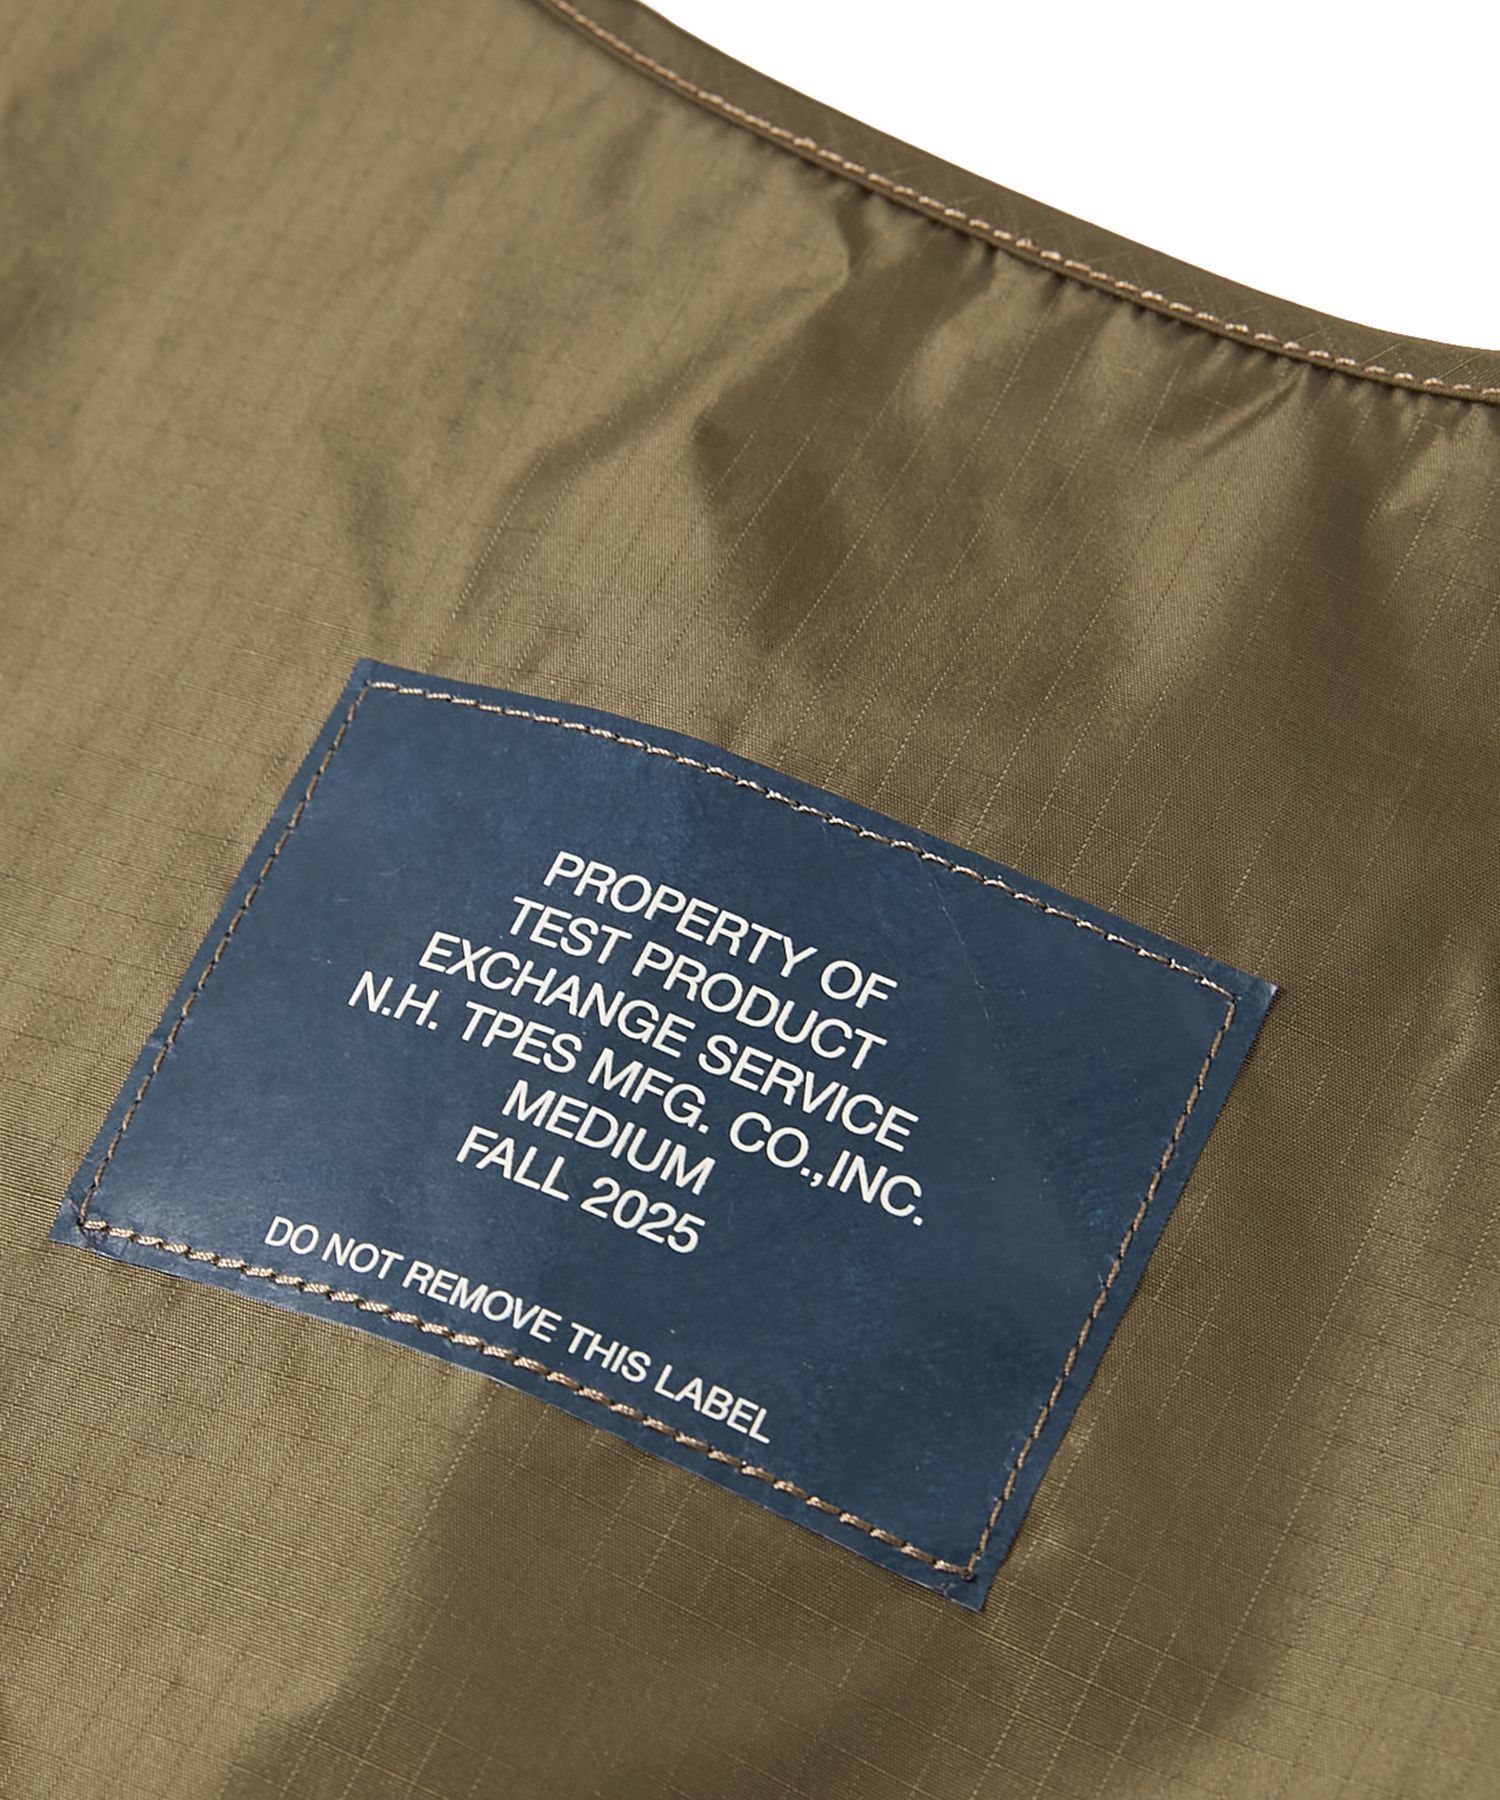 PROPERTY OF
TEST PRODUCT
EXCHANGE SERVICE
N.H. TPES MFG. CO.,INC.
MEDIUM
FALL 2025
DO NOT REMOVE THIS LABEL